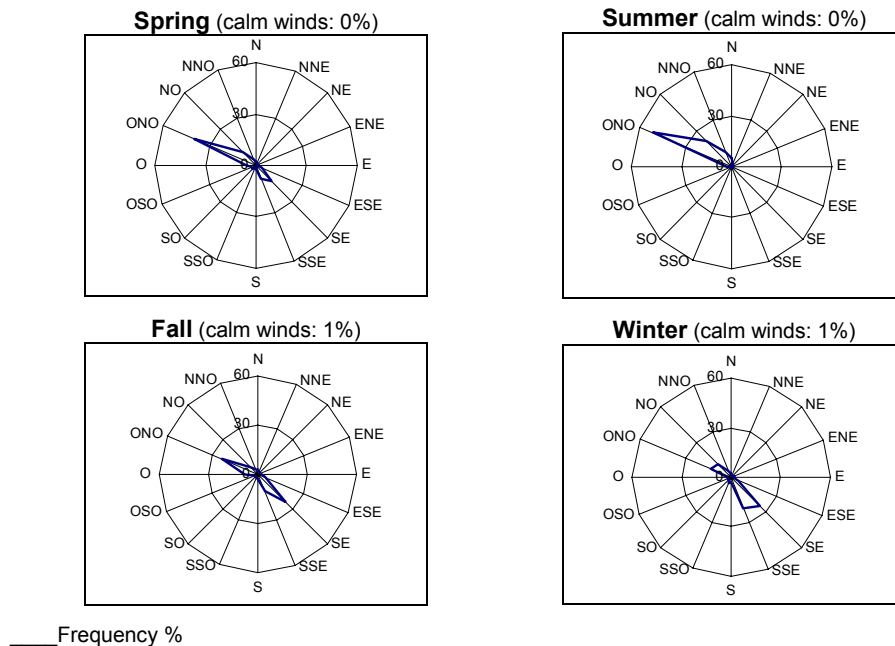 Spring (calm winds: 0%)
N
NNE
NE
ENE
E
ESE
SE
SSE
S
SSO
SO
OSO
O
ONO
NO
NNO
60
30
0
Summer (calm winds: 0%)
N
NNE
NE
ENE
E
ESE
SE
SSE
S
SSO
SO
OSO
O
ONO
NO
NNO
60
30
0
Fall (calm winds: 1%)
N
NNE
NE
ENE
E
ESE
SE
SSE
S
SSO
SO
OSO
O
ONO
NO
NNO
60
30
0
Winter (calm winds: 1%)
N
NNE
NE
ENE
E
ESE
SE
SSE
S
SSO
SO
OSO
O
ONO
NO
NNO
60
30
0
____Frequency %